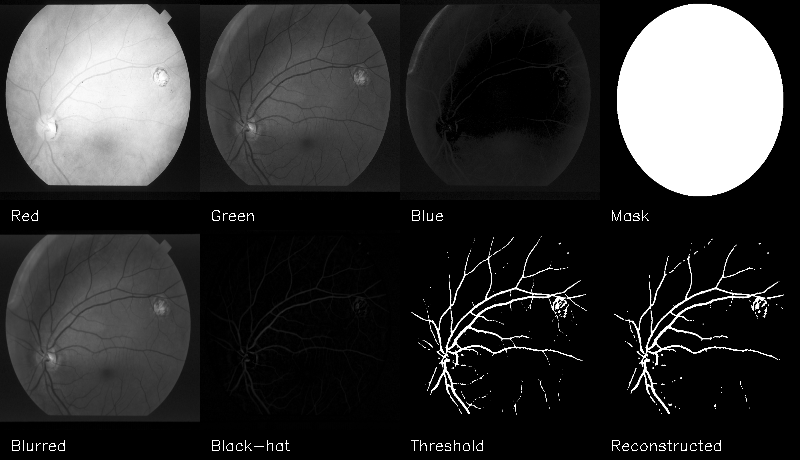 Red
Green
Blue
Mask
Blurred
Black-hat
Threshold
Reconstructed